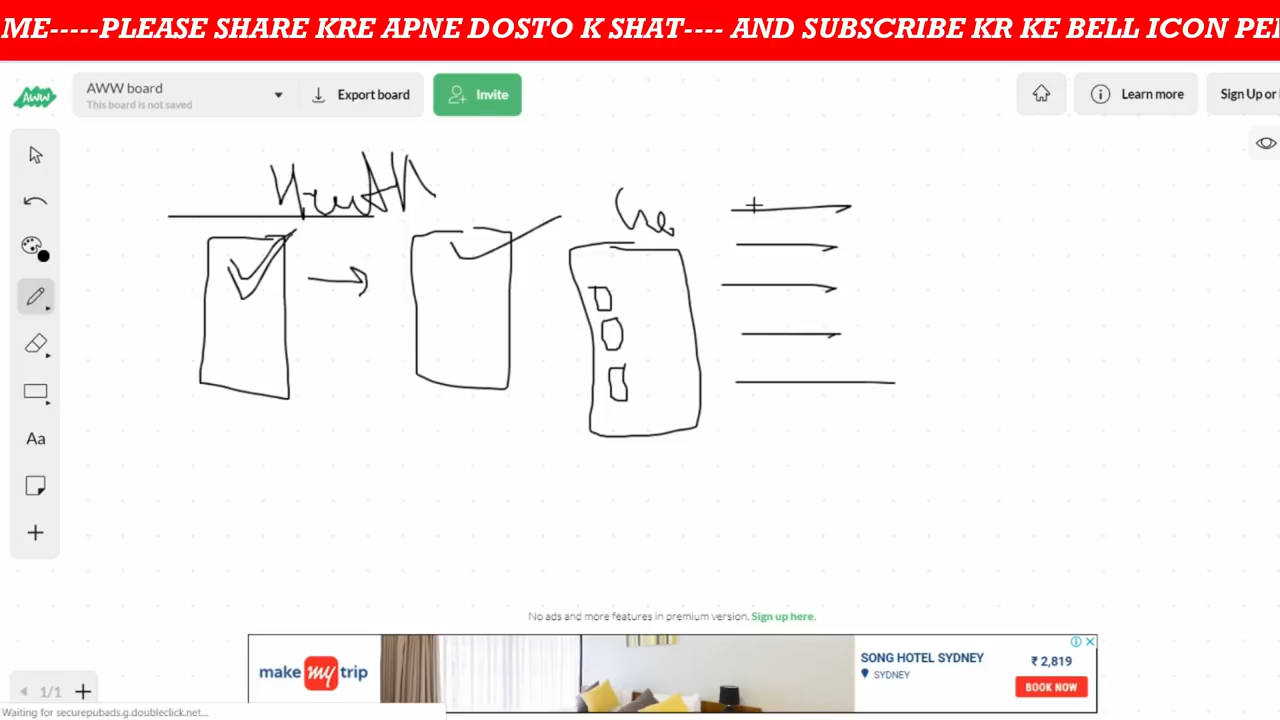 ME-----PLEASE SHARE KRE APNE DOSTO K SHAT---- AND SUBSCRIBE KR KE BELL ICON
AWW
AWW board
This board is not saved
Export board
Invite
Learn more
Sign Up or
Aa
No ads and more features in premium version. Sign up here.
make my trip
SONG HOTEL SYDNEY
SYDNEY
₹ 2,819
BOOK NOW
1/1
Waiting for securepubads.g.doubleclick.net...